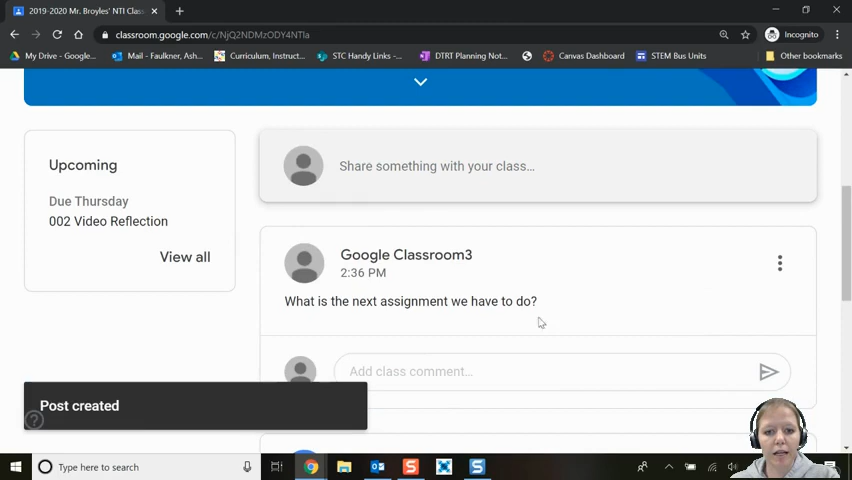 2019-2020 Mr. Broyles' NTI Clas
classroom.google.com/c/NjQ2NDMzODY4NTIa
Incognito
My Drive - Google...
Mail - Faulkner, Ash...
Curriculum, Instruct...
STC Handy Links -...
DTRT Planning Not...
Canvas Dashboard
STEM Bus Units
Other bookmarks
Upcoming
Due Thursday
002 Video Reflection
View all
Share something with your class...
Google Classroom3
2:36 PM
What is the next assignment we have to do?
Add class comment...
Post created
Type here to search